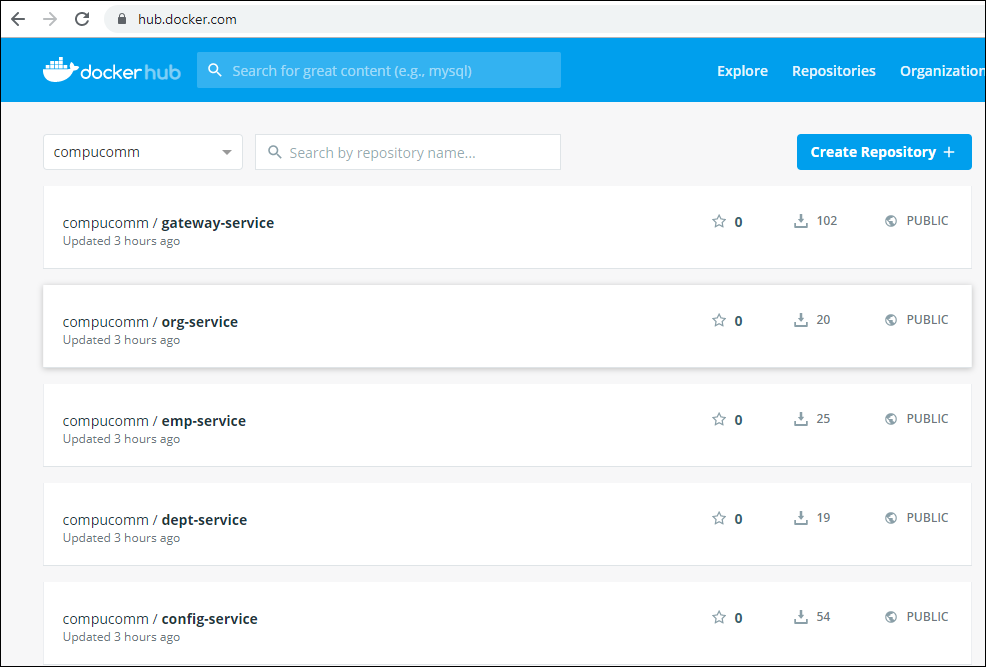 hub.docker.com
docker hub
Search for great content (e.g., mysql)
Explore
Repositories
Organization
compucomm
Search by repository name...
Create Repository +
compucomm / gateway-service
0
102
PUBLIC
Updated 3 hours ago
compucomm / org-service
0
20
PUBLIC
Updated 3 hours ago
compucomm / emp-service
0
25
PUBLIC
Updated 3 hours ago
compucomm / dept-service
0
19
PUBLIC
Updated 3 hours ago
compucomm / config-service
0
54
PUBLIC
Updated 3 hours ago